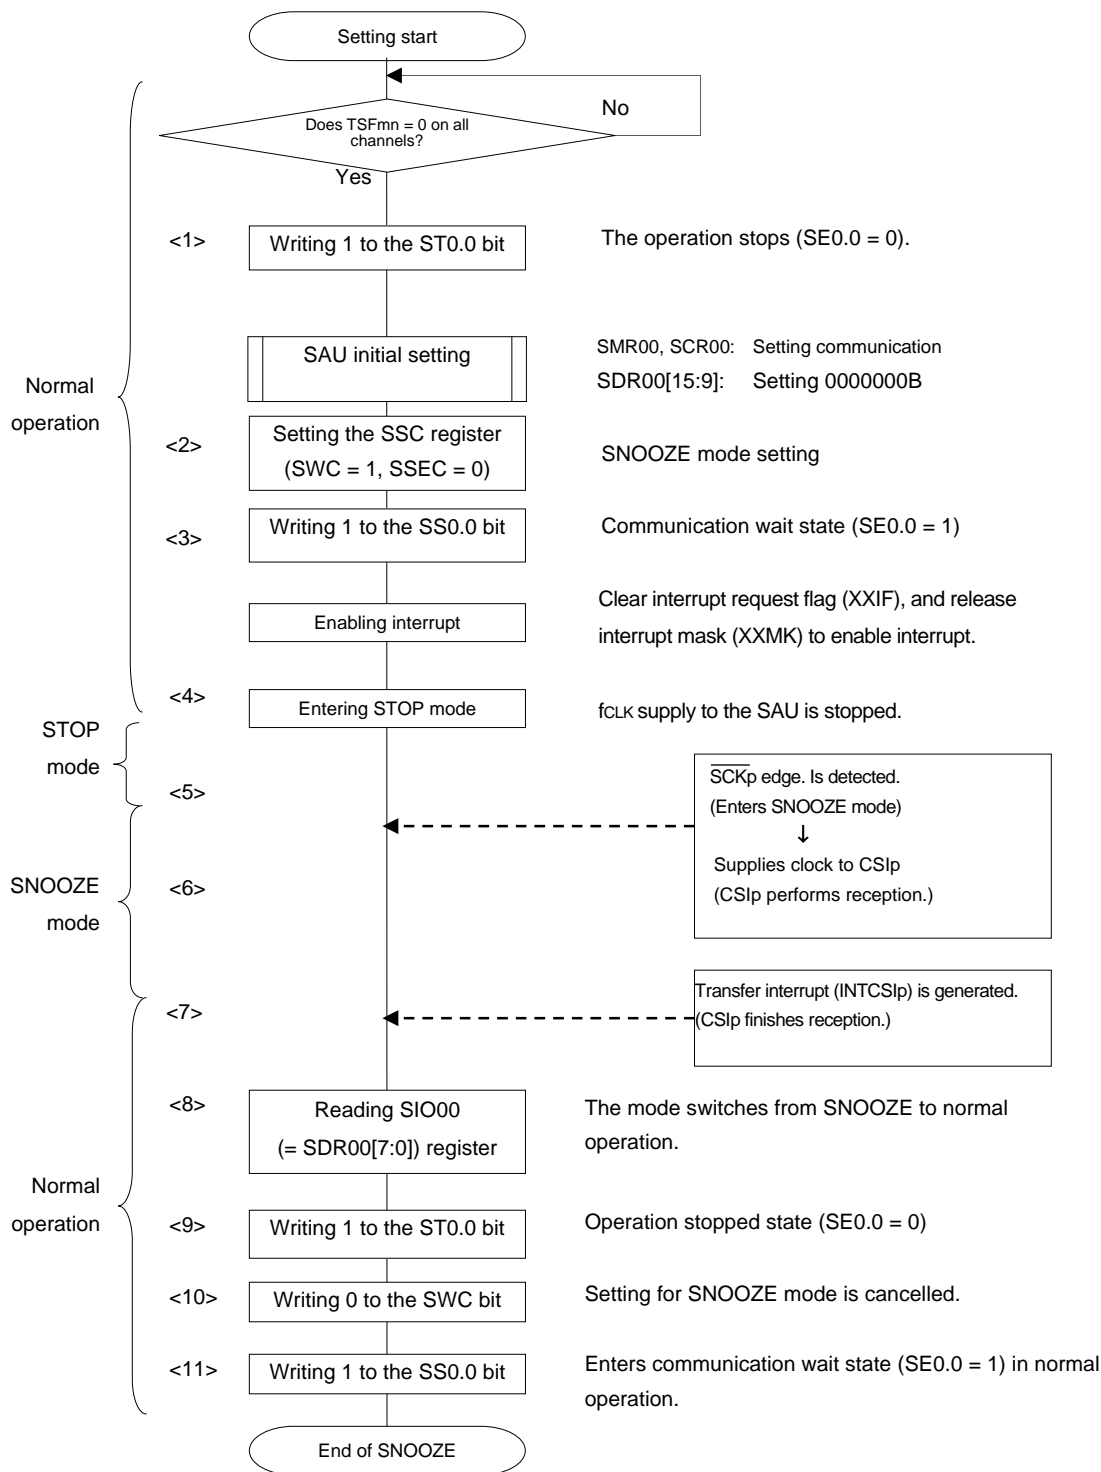 Setting start
No
Does TSFmn = 0 on all
channels?
Yes
<1>
Writing 1 to the ST0.0 bit
The operation stops (SE0.0 = 0).
SAU initial setting
SMR00, SCR00: Setting communication
SDR00[15:9]: Setting 0000000B
Normal
operation
<2>
Setting the SSC register
(SWC = 1, SSEC = 0)
SNOOZE mode setting
<3>
Writing 1 to the SS0.0 bit
Communication wait state (SE0.0 = 1)
Enabling interrupt
Clear interrupt request flag (XXIF), and release
interrupt mask (XXMK) to enable interrupt.
<4>
Entering STOP mode
fCLK supply to the SAU is stopped.
STOP
mode
<5>
SCKp edge. Is detected.
(Enters SNOOZE mode)
↓
Supplies clock to CSIp
(CSIp performs reception.)
SNOOZE
mode
<6>
<7>
Transfer interrupt (INTCSIp) is generated.
(CSIp finishes reception.)
<8>
Reading SIO00
(= SDR00[7:0]) register
The mode switches from SNOOZE to normal
operation.
Normal
operation
<9>
Writing 1 to the ST0.0 bit
Operation stopped state (SE0.0 = 0)
<10>
Writing 0 to the SWC bit
Setting for SNOOZE mode is cancelled.
<11>
Writing 1 to the SS0.0 bit
Enters communication wait state (SE0.0 = 1) in normal
operation.
End of SNOOZE